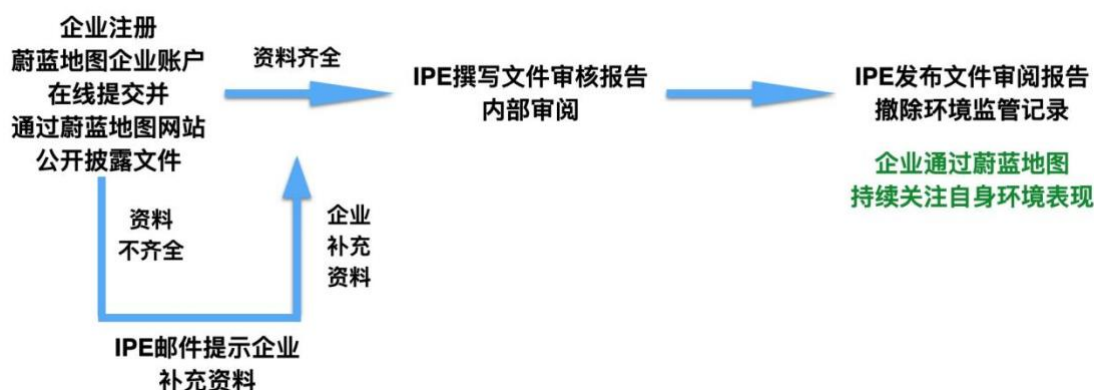 企业注册
蔚蓝地图企业账户
在线提交并
通过蔚蓝地图网站
公开披露文件
资料齐全
IPE撰写文件审核报告
内部审阅
IPE发布文件审阅报告
撤除环境监管记录
企业通过蔚蓝地图
持续关注自身环境表现
资料
不齐全
企业
补充
资料
IPE邮件提示企业
补充资料